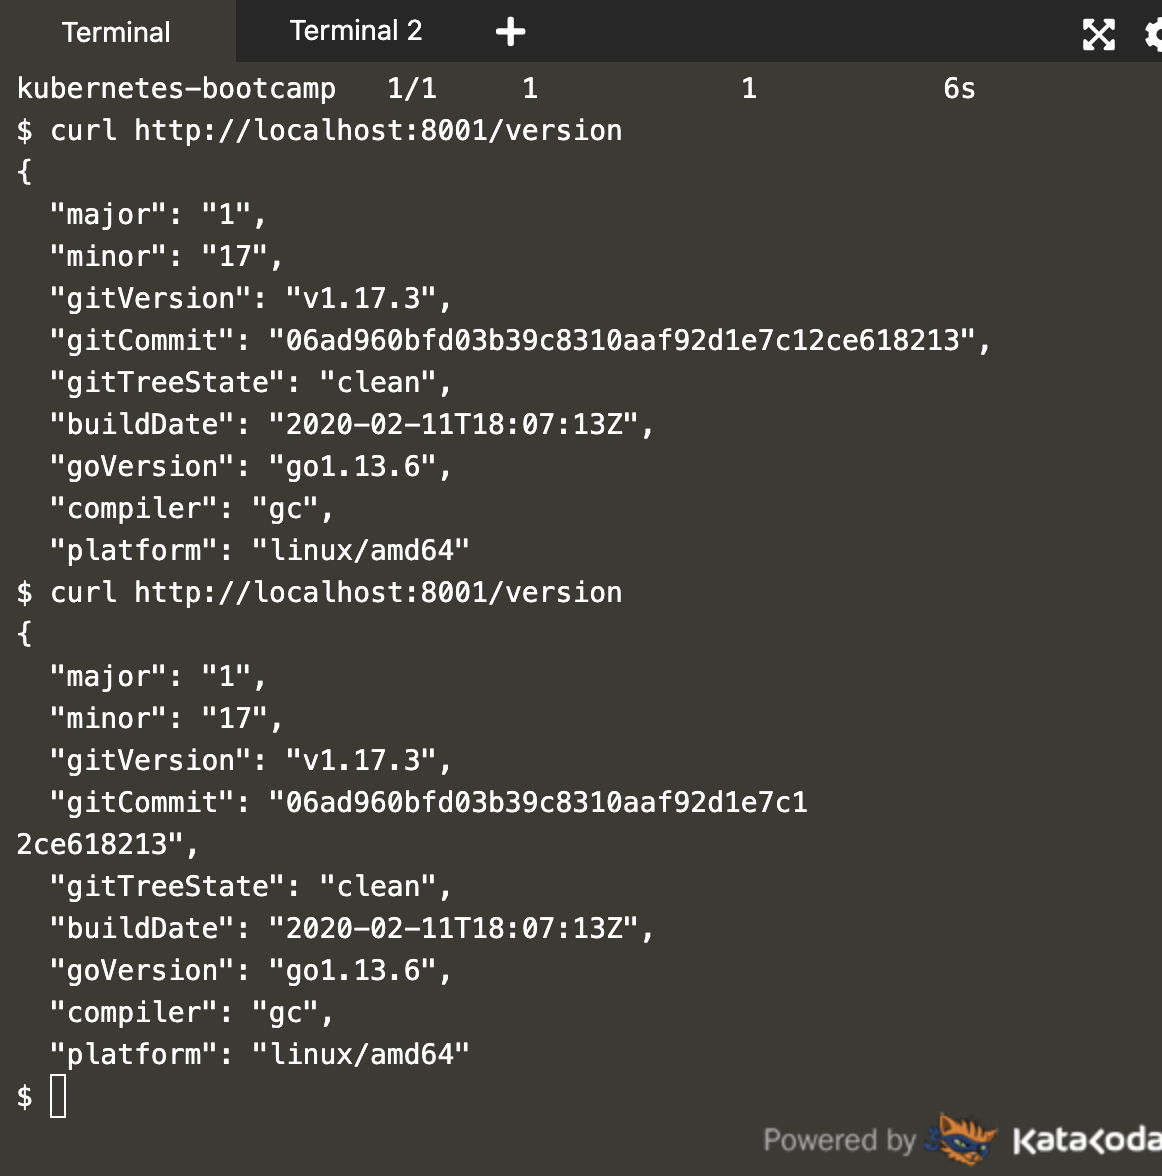 Terminal Terminal 2 +
kubernetes-bootcamp 1/1 1 1 6s
$ curl http://localhost:8001/version
{
  "major": "1",
  "minor": "17",
  "gitVersion": "v1.17.3",
  "gitCommit": "06ad960bfd03b39c8310aaf92d1e7c12ce618213",
  "gitTreeState": "clean",
  "buildDate": "2020-02-11T18:07:13Z",
  "goVersion": "go1.13.6",
  "compiler": "gc",
  "platform": "linux/amd64"
$ curl http://localhost:8001/version
{
  "major": "1",
  "minor": "17",
  "gitVersion": "v1.17.3",
  "gitCommit": "06ad960bfd03b39c8310aaf92d1e7c1
2ce618213",
  "gitTreeState": "clean",
  "buildDate": "2020-02-11T18:07:13Z",
  "goVersion": "go1.13.6",
  "compiler": "gc",
  "platform": "linux/amd64"
$
Powered by Katacoda